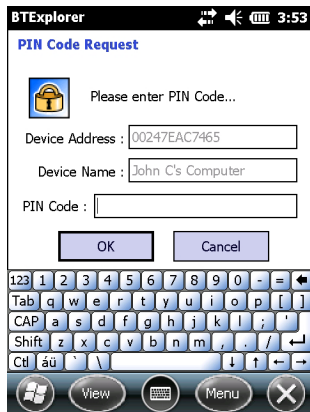 BTExplorer 3:53
PIN Code Request
Please enter PIN Code...
Device Address : 00247EAC7465
Device Name : John C's Computer
PIN Code :
OK Cancel
123 1 2 3 4 5 6 7 8 9 0 - =
Tab q w e r t y u i o p [ ]
CAP a s d f g h j k l ; '
Shift z x c v b n m , . /
Ctl áü ` \
View Menu